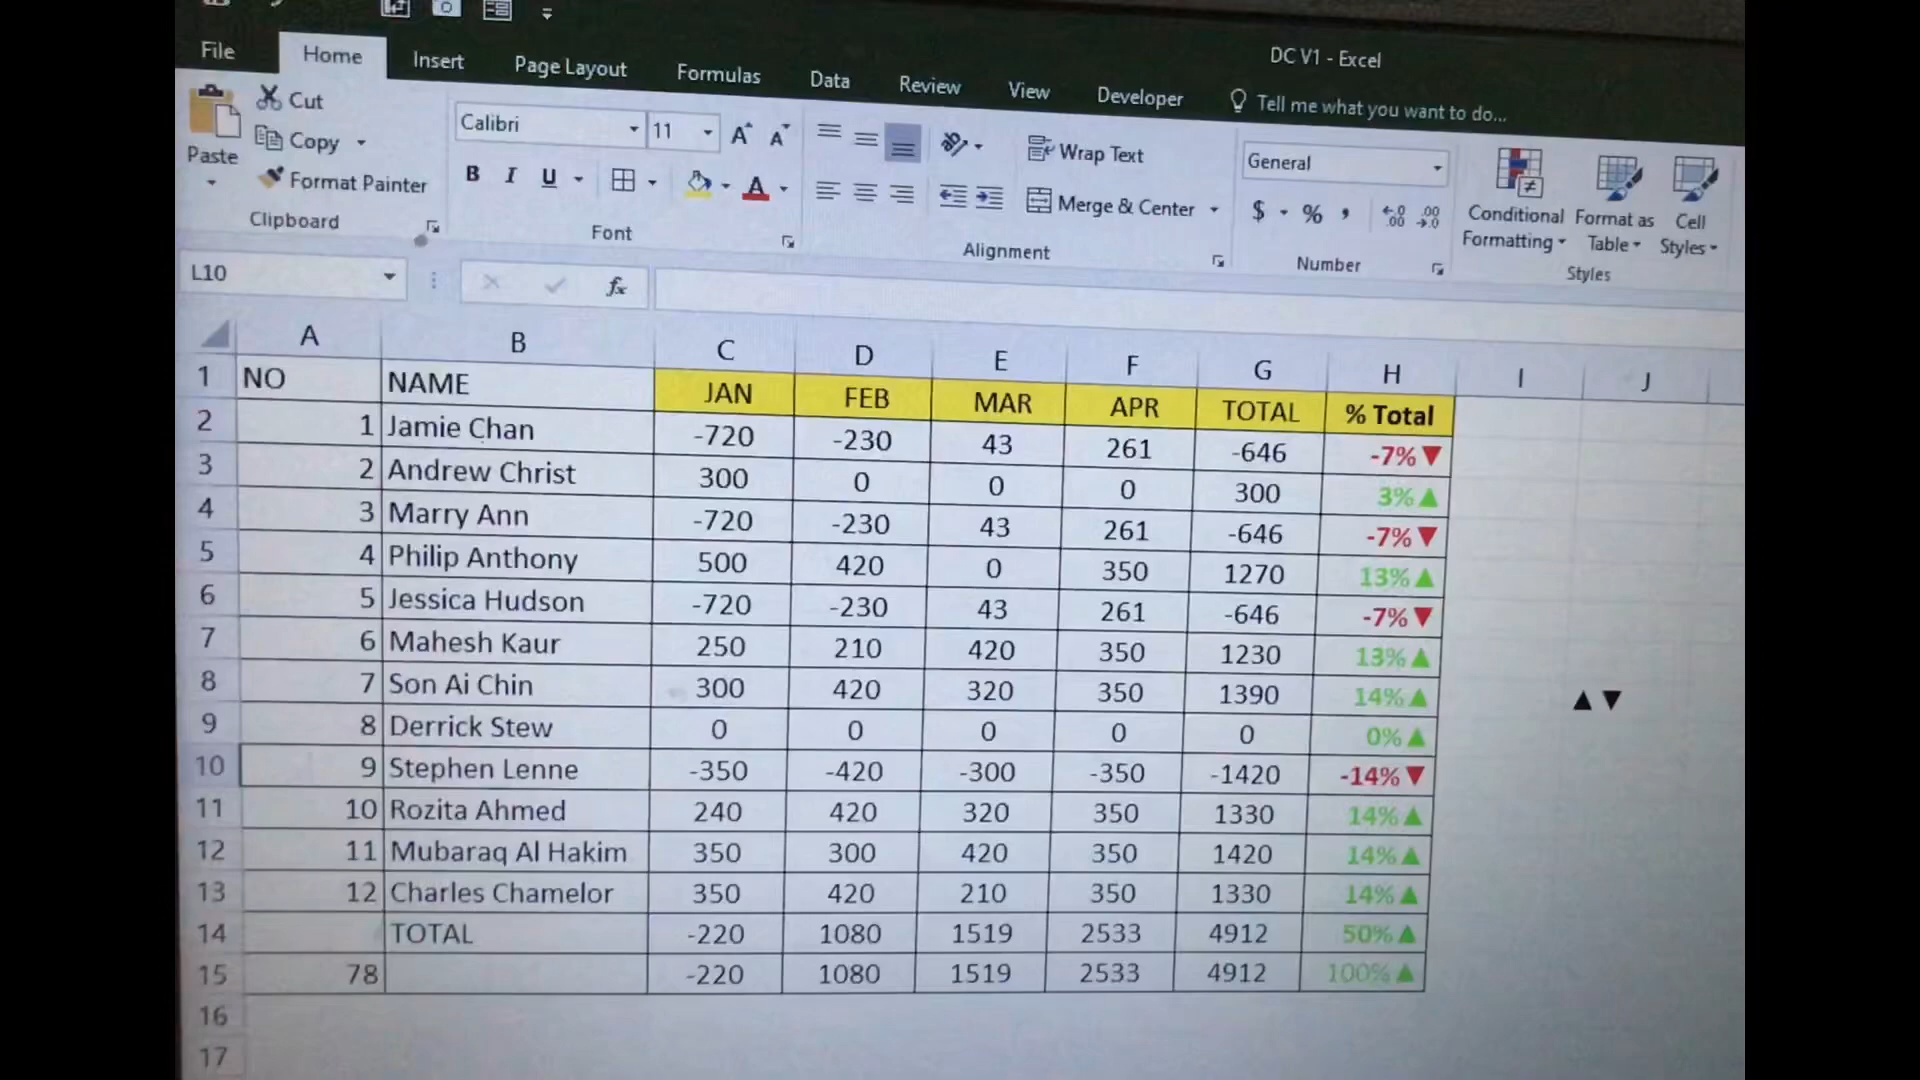 DC V1 - Excel
File Home Insert Page Layout Formulas Data Review View Developer Tell me what you want to do...
Paste
Cut
Copy
Format Painter
Clipboard
Calibri 11
B I U A
Font
Wrap Text
Merge & Center
Alignment
General
$ % ,
Number
Conditional Formatting
Format as Table
Cell Styles
Styles
L10 fx
A B C D E F G H I J
1 NO NAME JAN FEB MAR APR TOTAL % Total
2 1 Jamie Chan -720 -230 43 261 -646 -7%▼
3 2 Andrew Christ 300 0 0 0 300 3%▲
4 3 Marry Ann -720 -230 43 261 -646 -7%▼
5 4 Philip Anthony 500 420 0 350 1270 13%▲
6 5 Jessica Hudson -720 -230 43 261 -646 -7%▼
7 6 Mahesh Kaur 250 210 420 350 1230 13%▲
8 7 Son Ai Chin 300 420 320 350 1390 14%▲ ▲▼
9 8 Derrick Stew 0 0 0 0 0 0%▲
10 9 Stephen Lenne -350 -420 -300 -350 -1420 -14%▼
11 10 Rozita Ahmed 240 420 320 350 1330 14%▲
12 11 Mubaraq Al Hakim 350 300 420 350 1420 14%▲
13 12 Charles Chamelor 350 420 210 350 1330 14%▲
14 TOTAL -220 1080 1519 2533 4912 50%▲
15 78 -220 1080 1519 2533 4912 100%▲
16
17